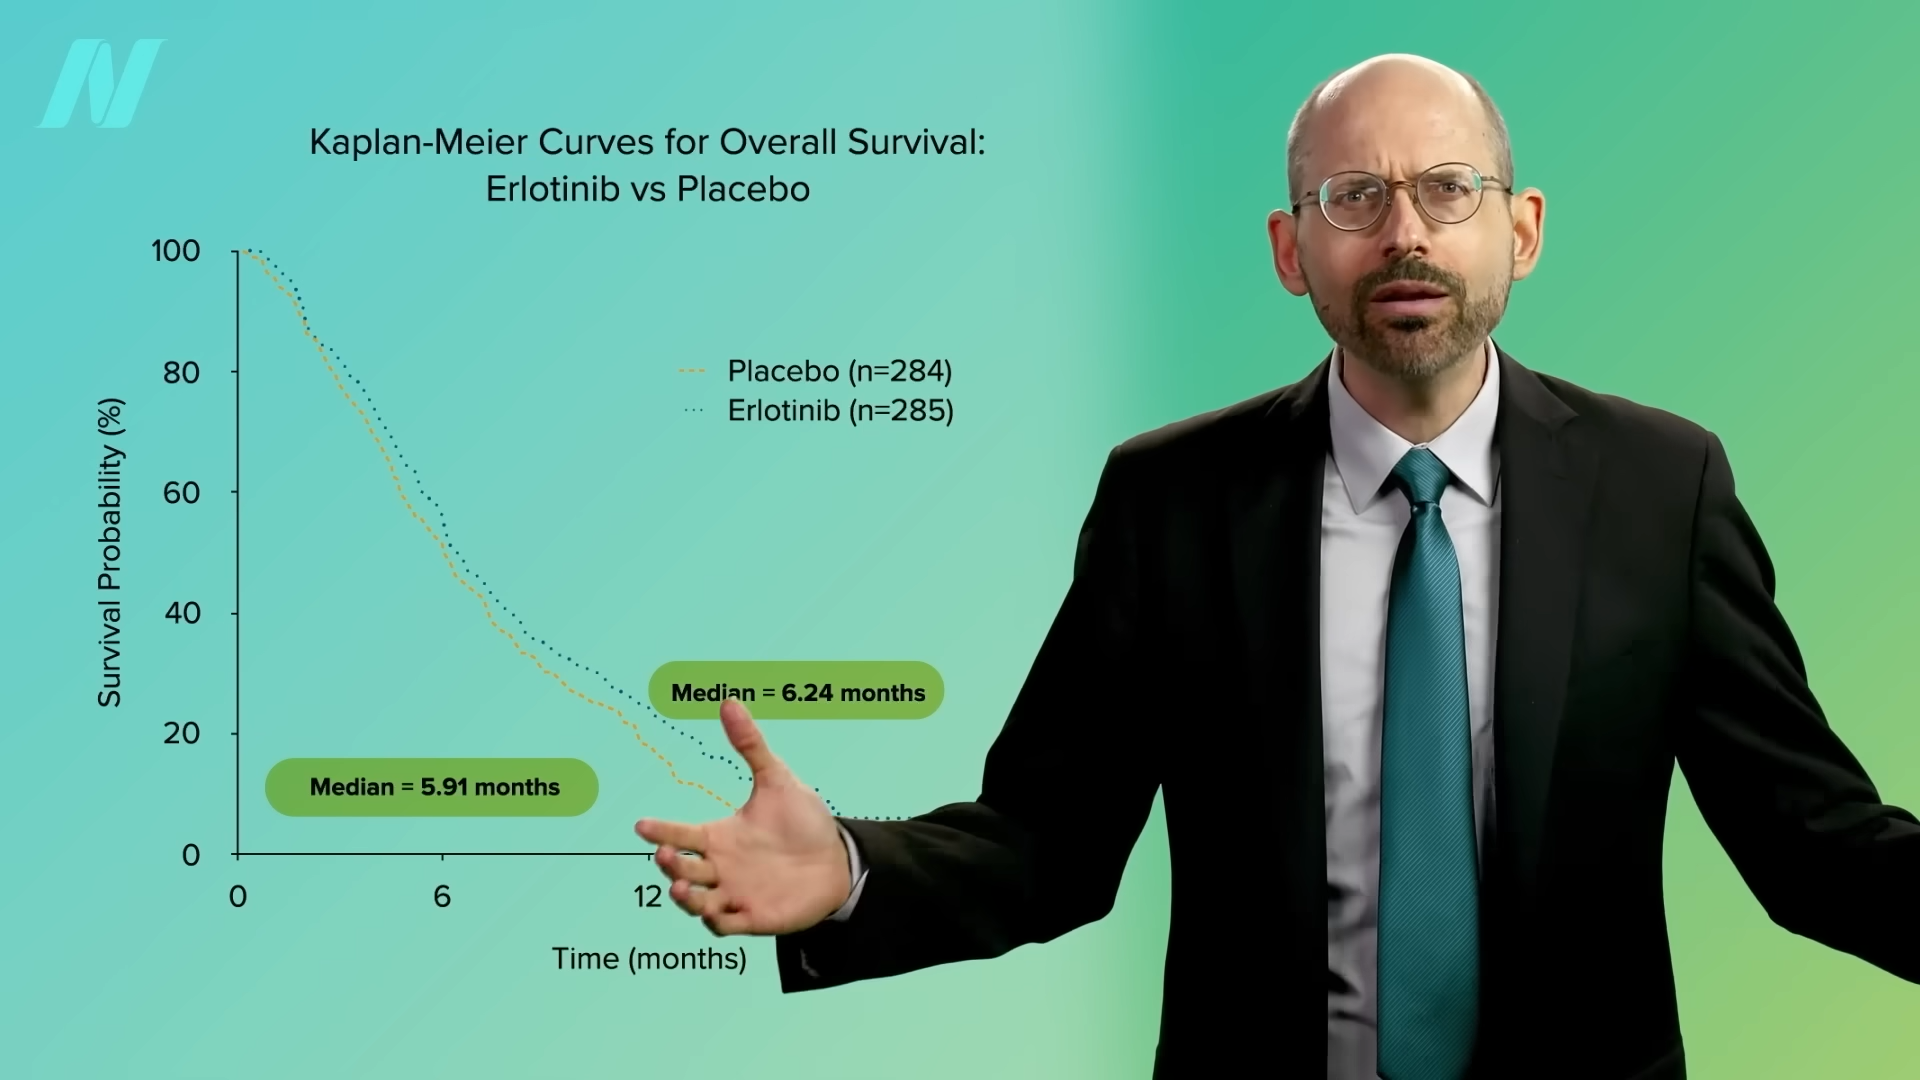 N
Kaplan-Meier Curves for Overall Survival:
Erlotinib vs Placebo
100
80
60
40
20
0
Survival Probability (%)
Placebo (n=284)
Erlotinib (n=285)
Median = 6.24 months
Median = 5.91 months
0 6 12
Time (months)